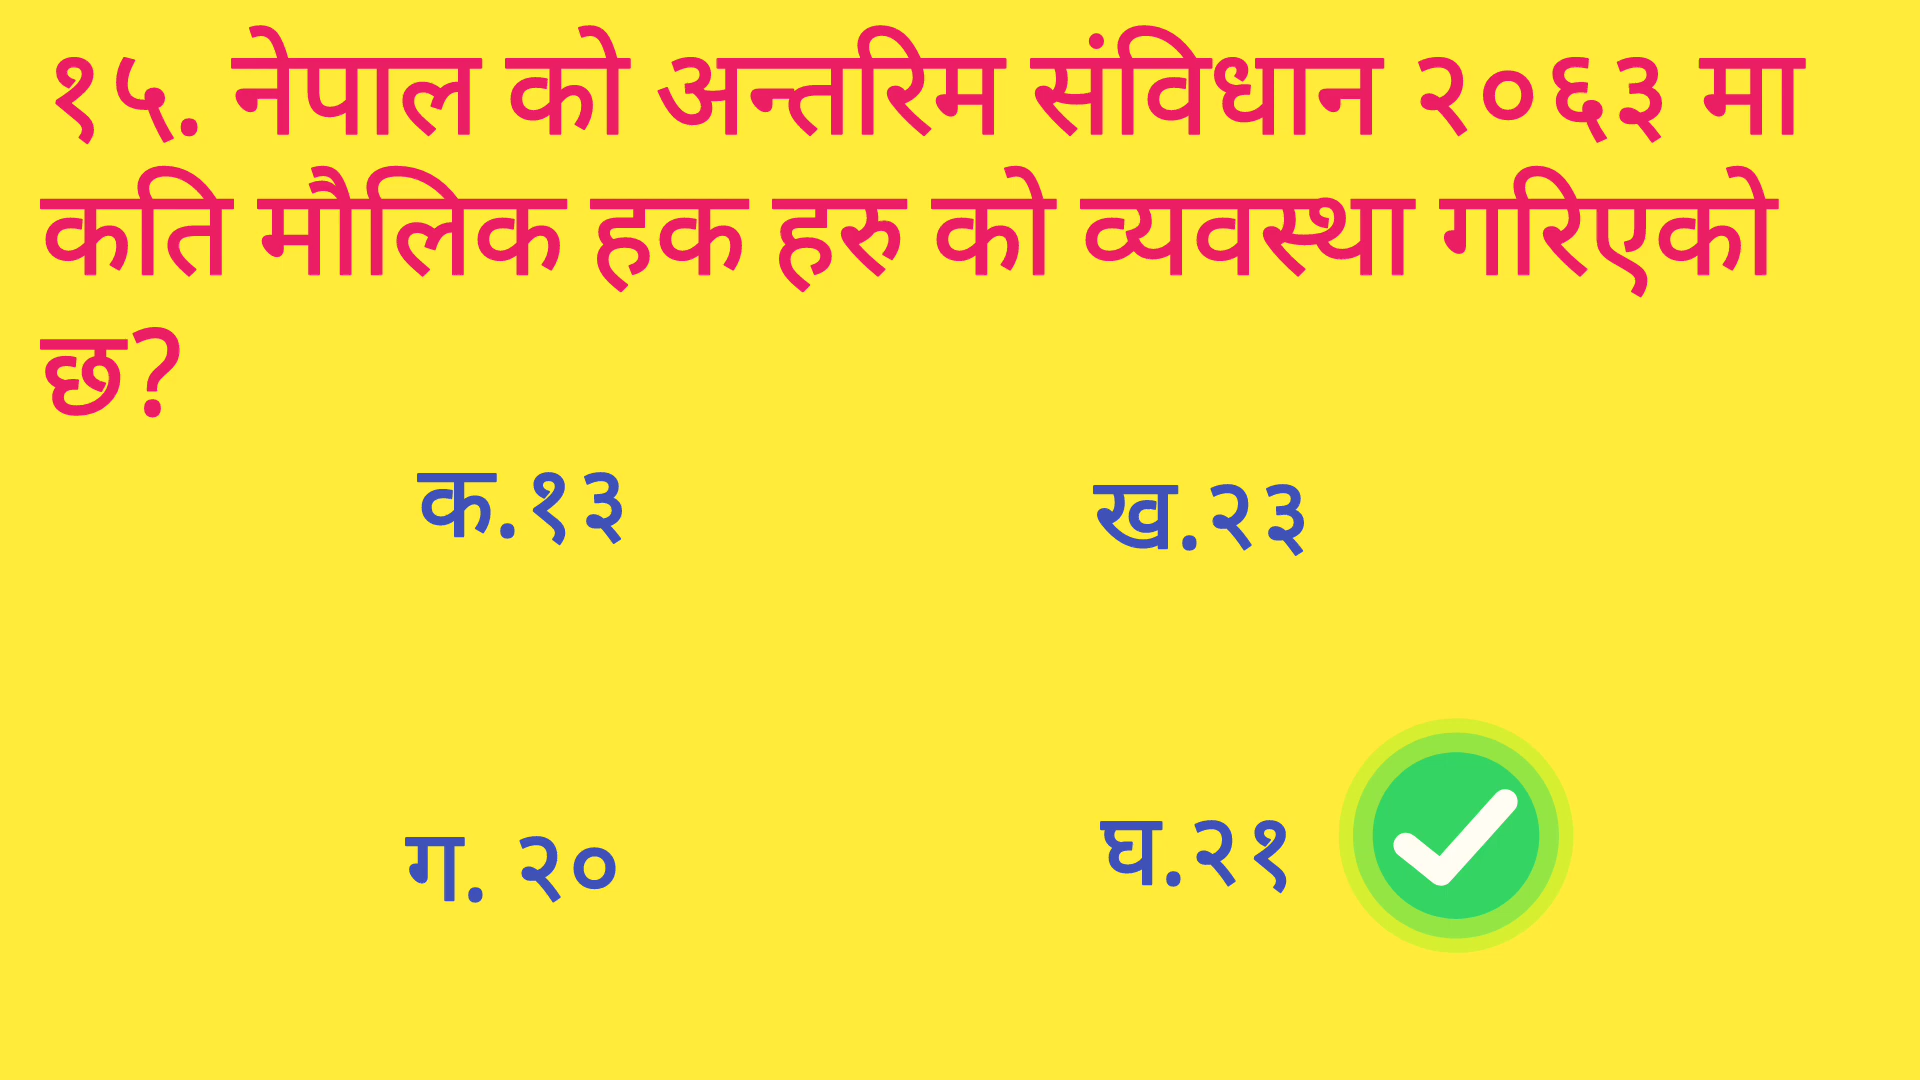 १५. नेपाल को अन्तरिम संविधान २०६३ मा
कति मौलिक हक हरु को व्यवस्था गरिएको
छ?
क.१३
ख.२३
ग. २०
घ.२१